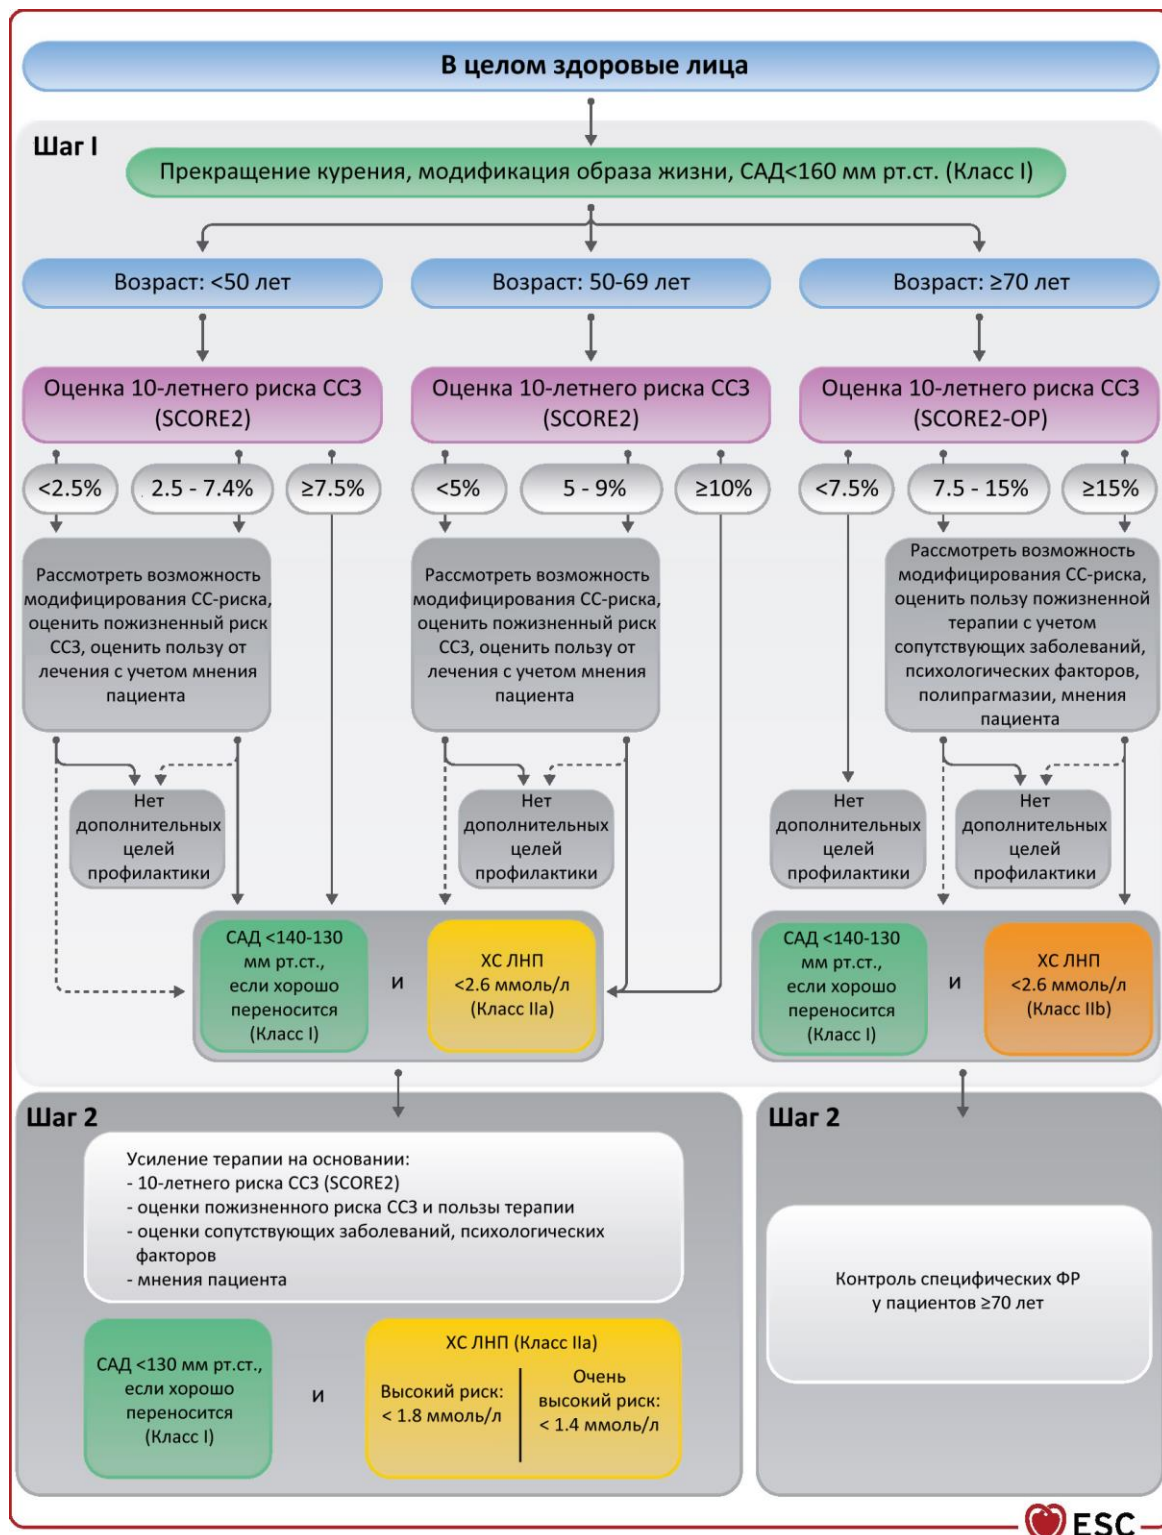 В целом здоровые лица
Шаг I
Прекращение курения, модификация образа жизни, САД<160 мм рт.ст. (Класс I)
Возраст: <50 лет
Возраст: 50-69 лет
Возраст: ≥70 лет
Оценка 10-летнего риска ССЗ
(SCORE2)
Оценка 10-летнего риска ССЗ
(SCORE2)
Оценка 10-летнего риска ССЗ
(SCORE2-OP)
<2.5%
2.5 - 7.4%
≥7.5%
<5%
5 - 9%
≥10%
<7.5%
7.5 - 15%
≥15%
Рассмотреть возможность
модифицирования СС-риска,
оценить пожизненный риск
ССЗ, оценить пользу от
лечения с учетом мнения
пациента
Рассмотреть возможность
модифицирования СС-риска,
оценить пожизненный риск
ССЗ, оценить пользу от
лечения с учетом мнения
пациента
Рассмотреть возможность
модифицирования СС-риска,
оценить пользу пожизненной
терапии с учетом
сопутствующих заболеваний,
психологических факторов,
полипрагмазии, мнения
пациента
Нет
дополнительных
целей
профилактики
Нет
дополнительных
целей
профилактики
Нет
дополнительных
целей
профилактики
Нет
дополнительных
целей
профилактики
САД <140-130
мм рт.ст.,
если хорошо
переносится
(Класс I)
и
ХС ЛНП
<2.6 ммоль/л
(Класс IIa)
САД <140-130
мм рт.ст.,
если хорошо
переносится
(Класс I)
и
ХС ЛНП
<2.6 ммоль/л
(Класс IIb)
Шаг 2
Усиление терапии на основании:
- 10-летнего риска ССЗ (SCORE2)
- оценки пожизненного риска ССЗ и пользы терапии
- оценки сопутствующих заболеваний, психологических
факторов
- мнения пациента
САД <130 мм рт.ст.,
если хорошо
переносится
(Класс I)
и
ХС ЛНП (Класс IIa)
Высокий риск:
< 1.8 ммоль/л
Очень
высокий риск:
< 1.4 ммоль/л
Шаг 2
Контроль специфических ФР
у пациентов ≥70 лет
ESC